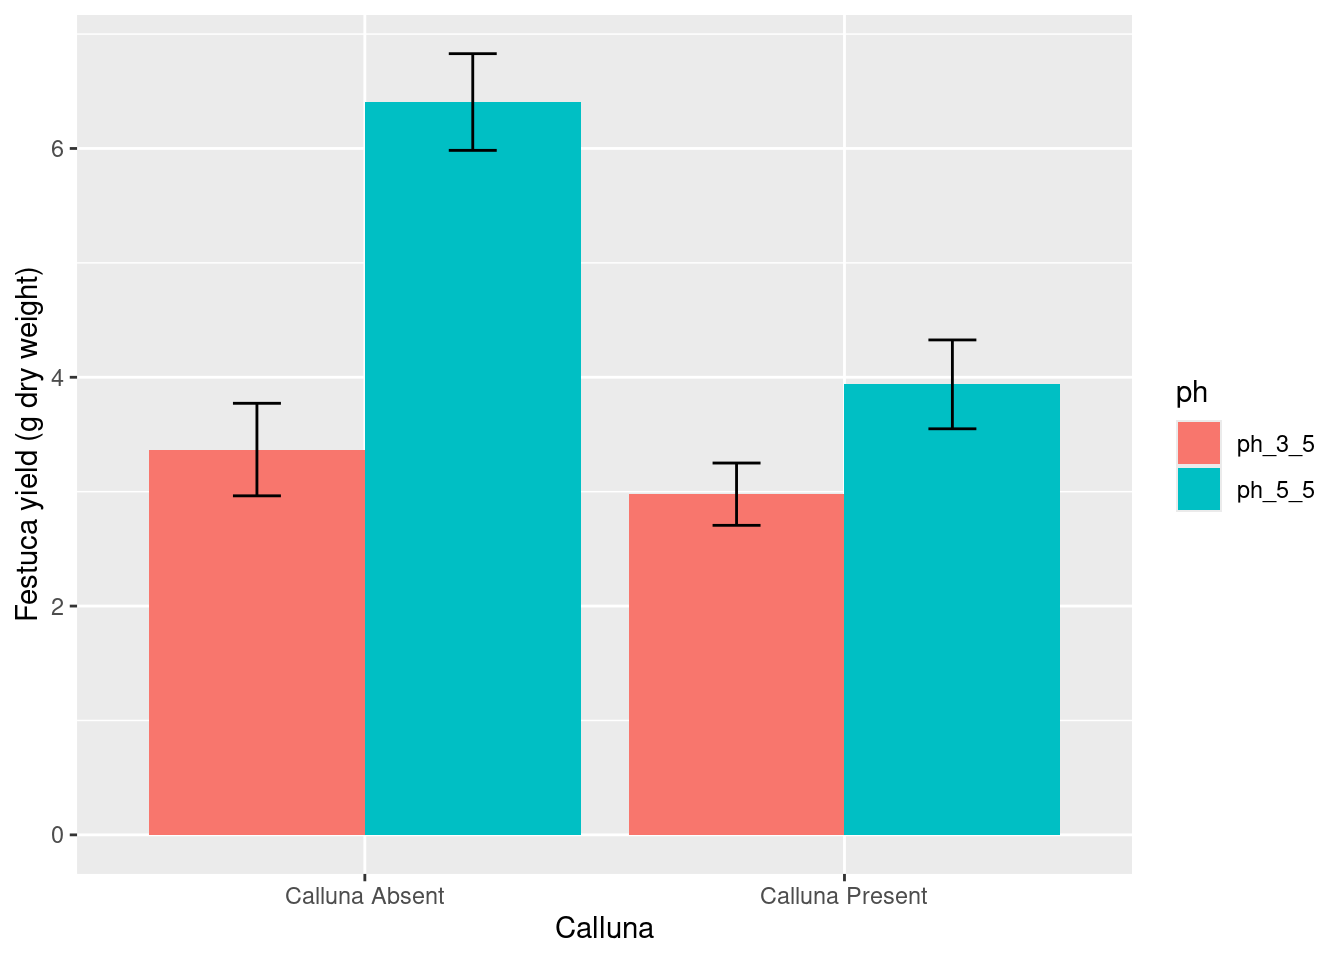 Festuca yield (g dry weight)
6
4
2
0
Calluna Absent
Calluna Present
Calluna
ph
ph_3_5
ph_5_5